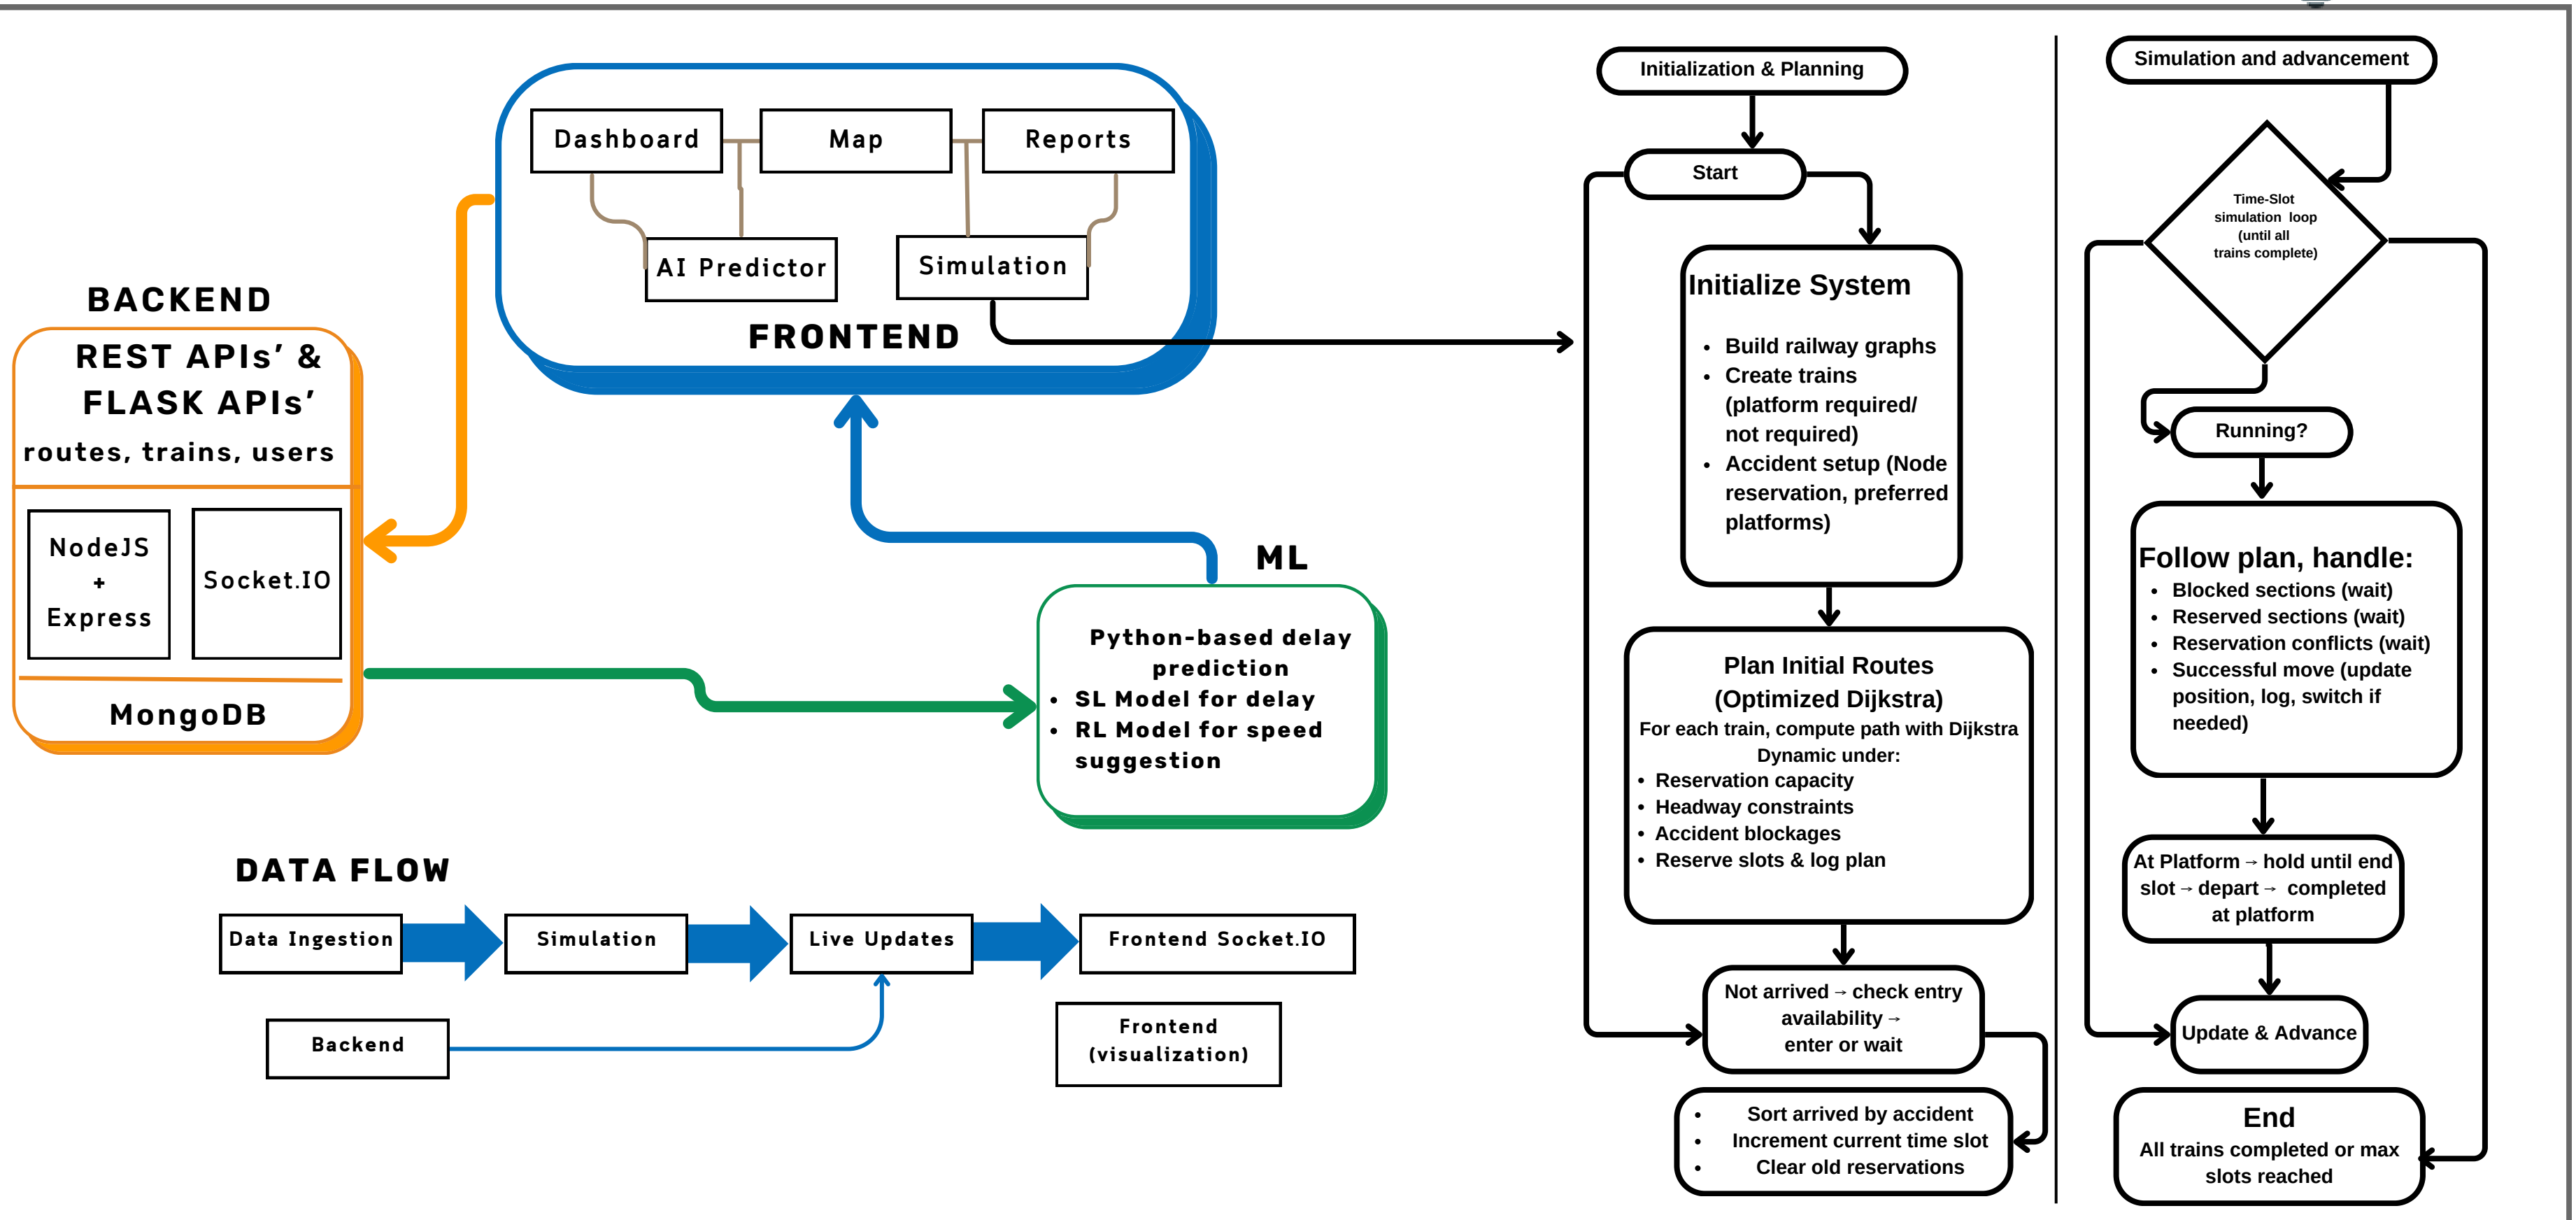 Dashboard
Map
Reports
AI Predictor
Simulation
FRONTEND
BACKEND
REST APIs’ &
FLASK APIs’
routes, trains, users
NodeJS
+
Express
Socket.IO
MongoDB
ML
Python-based delay
prediction
• SL Model for delay
• RL Model for speed
suggestion
DATA FLOW
Data Ingestion
Simulation
Live Updates
Frontend Socket.IO
Backend
Frontend
(visualization)
Initialization & Planning
Start
Initialize System
• Build railway graphs
• Create trains
(platform required/
not required)
• Accident setup (Node
reservation, preferred
platforms)
Plan Initial Routes
(Optimized Dijkstra)
For each train, compute path with Dijkstra
Dynamic under:
• Reservation capacity
• Headway constraints
• Accident blockages
• Reserve slots & log plan
Not arrived → check entry
availability →
enter or wait
• Sort arrived by accident
• Increment current time slot
• Clear old reservations
Simulation and advancement
Time-Slot
simulation loop
(until all
trains complete)
Running?
Follow plan, handle:
• Blocked sections (wait)
• Reserved sections (wait)
• Reservation conflicts (wait)
• Successful move (update
position, log, switch if
needed)
At Platform → hold until end
slot → depart → completed
at platform
Update & Advance
End
All trains completed or max
slots reached